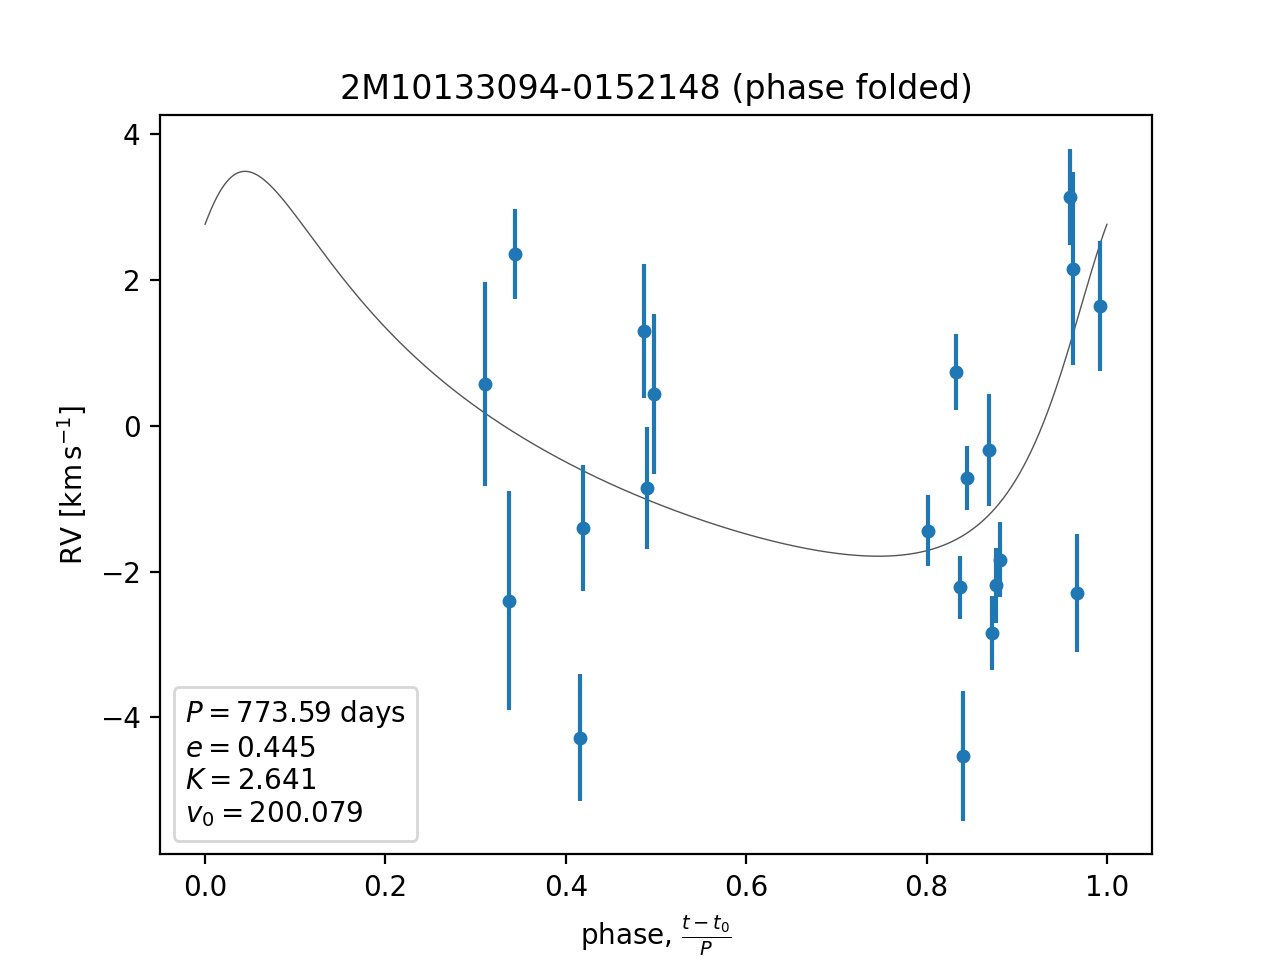 2M10133094-0152148 (phase folded)
4
2
0
−2
−4
RV [km s⁻¹]
P = 773.59 days
e = 0.445
K = 2.641
v₀ = 200.079
0.0 0.2 0.4 0.6 0.8 1.0
phase, (t − t₀)/P